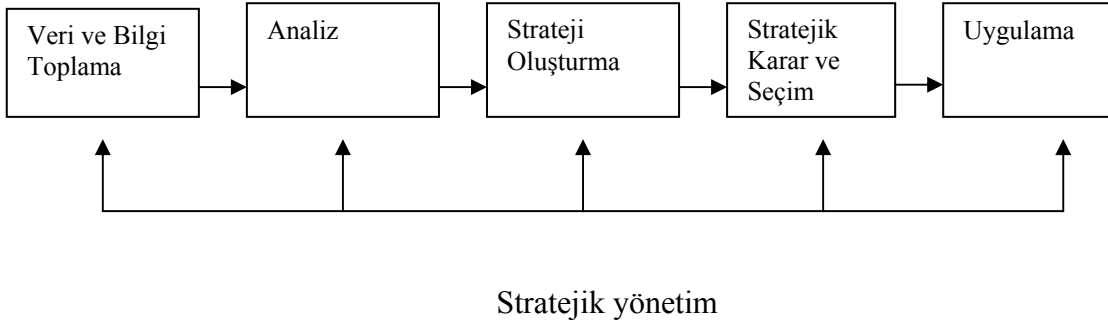 Veri ve Bilgi
Toplama
Analiz
Strateji
Oluşturma
Stratejik
Karar ve
Seçim
Uygulama
Stratejik yönetim